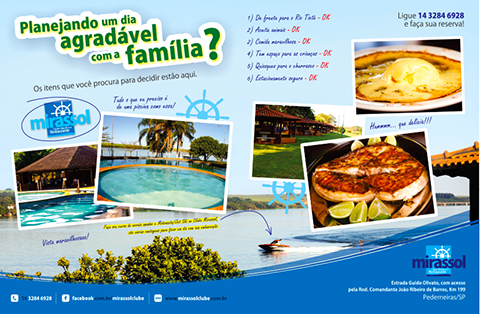 Planejando um dia
agradável
com a família?
Os itens que você procura para decidir estão aqui.
mirassol
Tudo o que eu preciso é
de uma piscina como essa!
Vista maravilhosaaa!
1) De frente para o Rio Tietê - OK
2) Aceita animais - OK
3) Comida maravilhosa - OK
4) Tem espaço para as crianças - OK
5) Quiosques para o churrasco - OK
6) Estacionamento seguro - OK
Ligue 14 3284 6928
e faça sua reserva!
Hummmm... que delícia!!!
mirassol
Estrada Guido Olivato, com acesso
pela Rod. Comandante João Ribeiro de Barros, Km 199
Pederneiras/SP
14 3284 6928
facebook.com.br/mirassolclube
www.mirassolclube.com.br